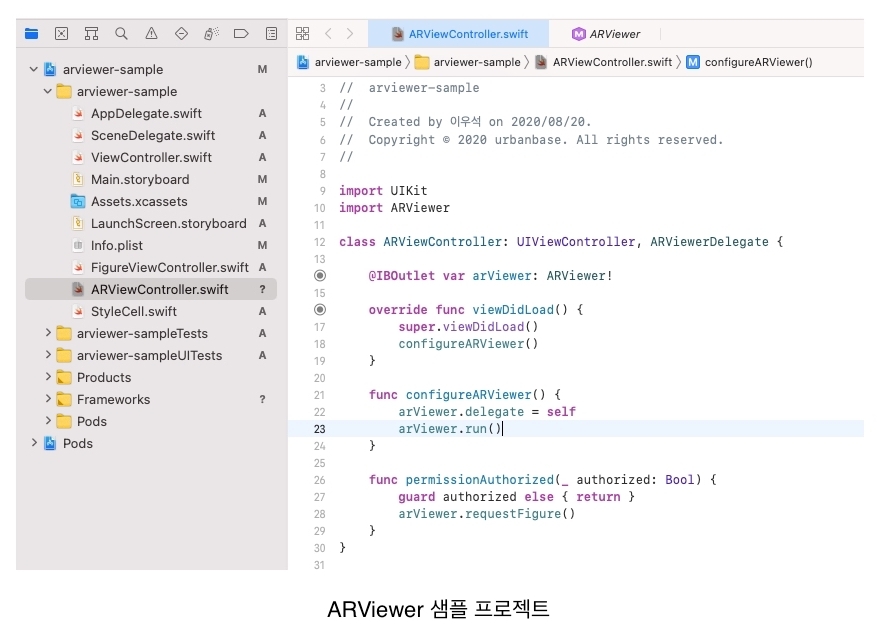 ARViewController.swift
ARViewer
arviewer-sample M
arviewer-sample
AppDelegate.swift A
SceneDelegate.swift A
ViewController.swift A
Main.storyboard M
Assets.xcassets M
LaunchScreen.storyboard A
Info.plist M
FigureViewController.swift A
ARViewController.swift ?
StyleCell.swift A
arviewer-sampleTests A
arviewer-sampleUITests A
Products
Frameworks ?
Pods
Pods
arviewer-sample 〉 arviewer-sample 〉 ARViewController.swift 〉 M configureARViewer()
3 //  arviewer-sample
4 //
5 //  Created by 이우석 on 2020/08/20.
6 //  Copyright © 2020 urbanbase. All rights reserved.
7 //
8
9 import UIKit
10 import ARViewer
11
12 class ARViewController: UIViewController, ARViewerDelegate {
13
@IBOutlet var arViewer: ARViewer!
15
override func viewDidLoad() {
17 super.viewDidLoad()
18 configureARViewer()
19 }
20
21 func configureARViewer() {
22 arViewer.delegate = self
23 arViewer.run()
24 }
25
26 func permissionAuthorized(_ authorized: Bool) {
27 guard authorized else { return }
28 arViewer.requestFigure()
29 }
30 }
31
ARViewer 샘플 프로젝트